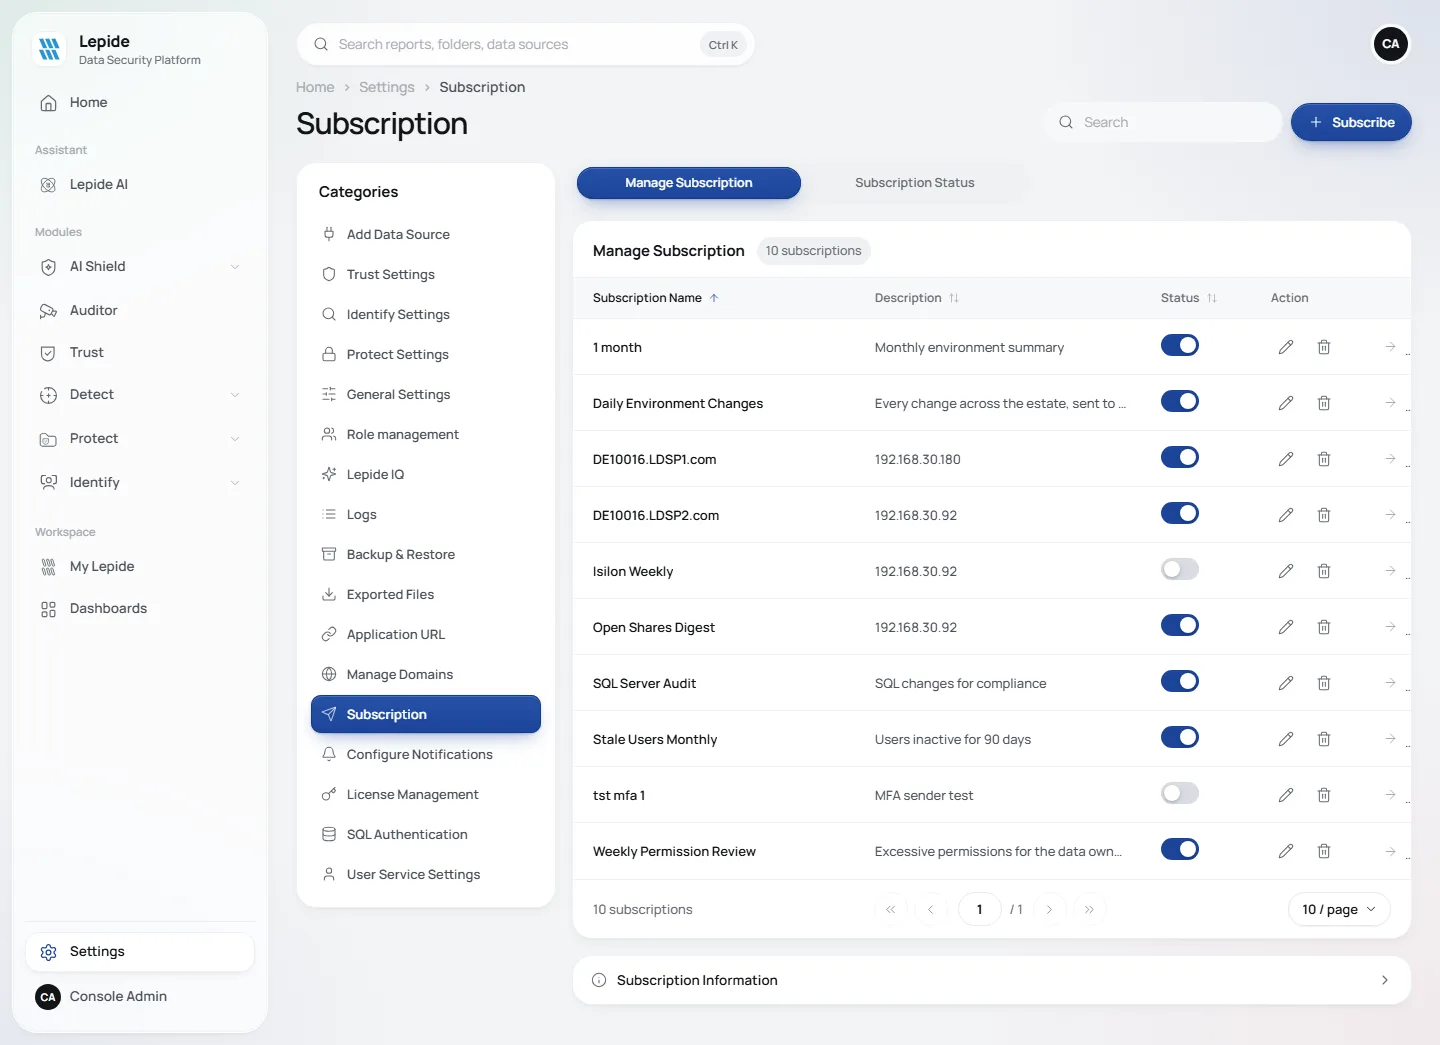 Lepide
Data Security Platform
Home
Assistant
Lepide AI
Modules
AI Shield
Auditor
Trust
Detect
Protect
Identify
Workspace
My Lepide
Dashboards
Settings
CA Console Admin
Search reports, folders, data sources Ctrl K
CA
Home > Settings > Subscription
Subscription
Search
+ Subscribe
Categories
Add Data Source
Trust Settings
Identify Settings
Protect Settings
General Settings
Role management
Lepide IQ
Logs
Backup & Restore
Exported Files
Application URL
Manage Domains
Subscription
Configure Notifications
License Management
SQL Authentication
User Service Settings
Manage Subscription Subscription Status
Manage Subscription 10 subscriptions
Subscription Name Description Status Action
1 month Monthly environment summary ..
Daily Environment Changes Every change across the estate, sent to ... ..
DE10016.LDSP1.com 192.168.30.180 ..
DE10016.LDSP2.com 192.168.30.92 ..
Isilon Weekly 192.168.30.92 ..
Open Shares Digest 192.168.30.92 ..
SQL Server Audit SQL changes for compliance ..
Stale Users Monthly Users inactive for 90 days ..
tst mfa 1 MFA sender test ..
Weekly Permission Review Excessive permissions for the data own... ..
10 subscriptions « < 1 / 1 > » 10 / page
Subscription Information